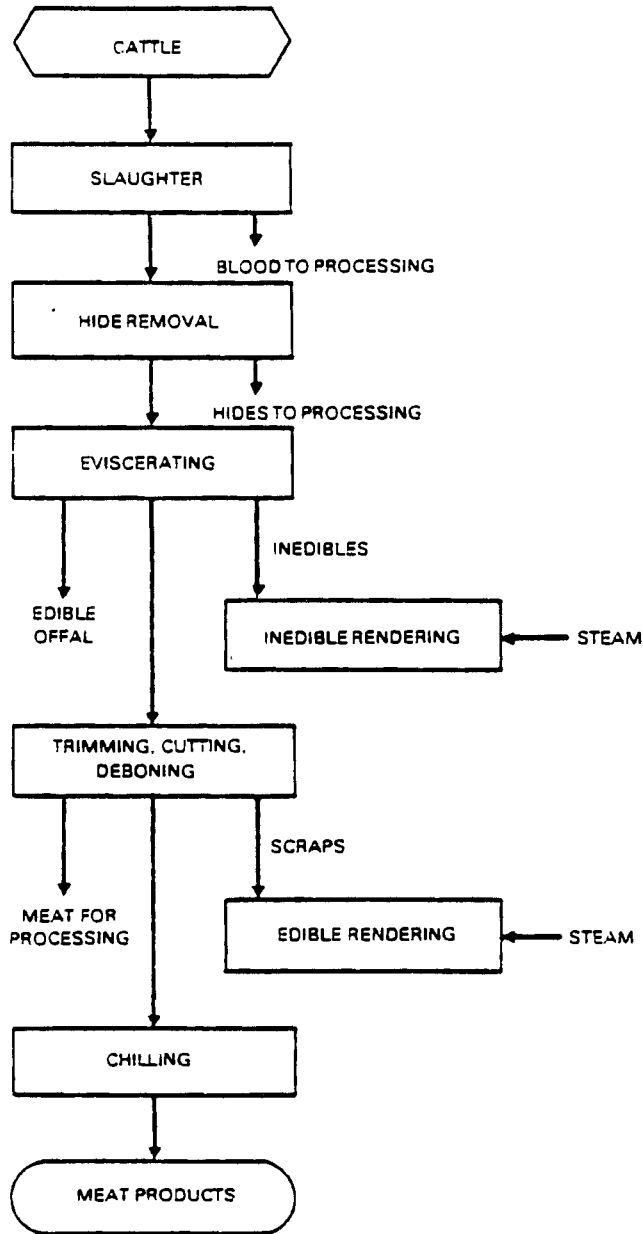 CATTLE
SLAUGHTER
BLOOD TO PROCESSING
HIDE REMOVAL
HIDES TO PROCESSING
EVISCERATING
INEDIBLES
EDIBLE
OFFAL
INEDIBLE RENDERING
STEAM
TRIMMING, CUTTING,
DEBONING
SCRAPS
MEAT FOR
PROCESSING
EDIBLE RENDERING
STEAM
CHILLING
MEAT PRODUCTS